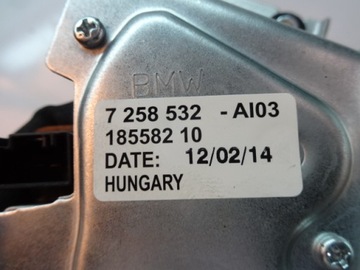 BMW
7 258 532 - AI03
185582 10
DATE: 12/02/14
HUNGARY